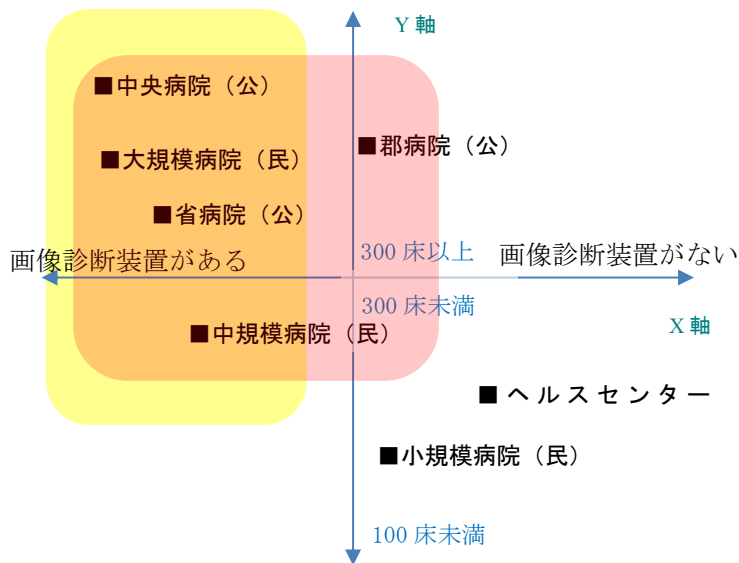 Y 軸
■中央病院（公）
■郡病院（公）
■大規模病院（民）
■省病院（公）
300 床以上
画像診断装置がある
画像診断装置がない
300 床未満
X 軸
■中規模病院（民）
■ヘルスセンター
■小規模病院（民）
100 床未満